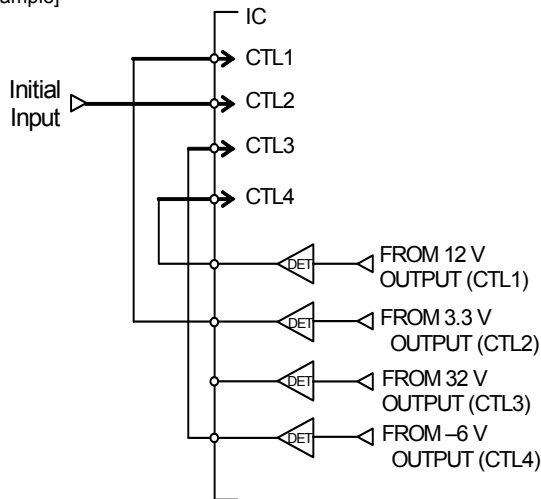 IC
CTL1
Initial
Input
CTL2
CTL3
CTL4
DET
FROM 12 V
OUTPUT (CTL1)
DET
FROM 3.3 V
OUTPUT (CTL2)
DET
FROM 32 V
OUTPUT (CTL3)
DET
FROM –6 V
OUTPUT (CTL4)